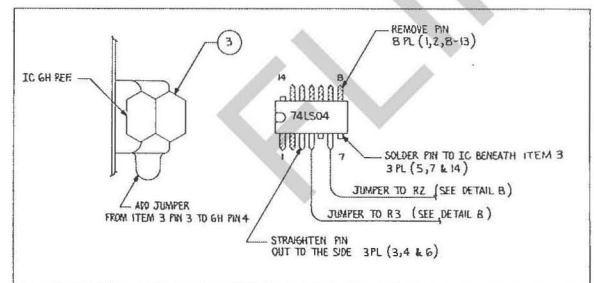 3
REMOVE PIN
8 PL (1,2,8-13)
IC 6H REF.
14
8
74LS04
1
7
SOLDER PIN TO IC BENEATH ITEM 3
3 PL (5,7 & 14)
JUMPER TO R2 (SEE DETAIL B)
JUMPER TO R3 (SEE DETAIL B)
ADD JUMPER
FROM ITEM 3 PIN 3 TO 6H PIN 4
STRAIGHTEN PIN
OUT TO THE SIDE 3PL (3,4 & 6)